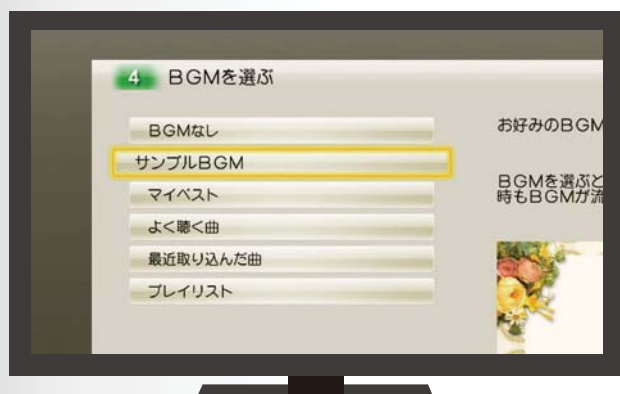 4 BGMを選ぶ
BGMなし
サンプルBGM
マイベスト
よく聴く曲
最近取り込んだ曲
プレイリスト
お好みのBGM
BGMを選ぶと
時もBGMが流